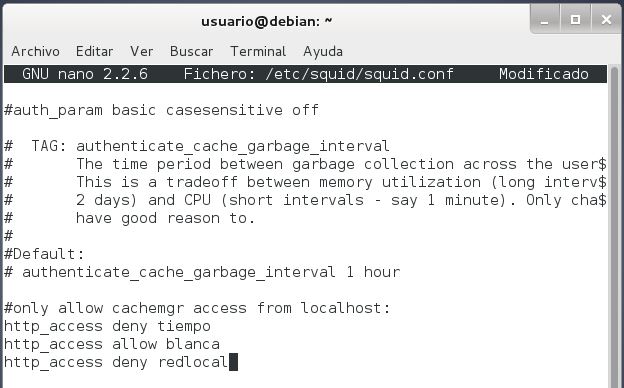 usuario@debian: ~
Archivo Editar Ver Buscar Terminal Ayuda
GNU nano 2.2.6 Fichero: /etc/squid/squid.conf Modificado
#auth_param basic casesensitive off
# TAG: authenticate_cache_garbage_interval
# The time period between garbage collection across the user$
# This is a tradeoff between memory utilization (long interv$
# 2 days) and CPU (short intervals - say 1 minute). Only cha$
# have good reason to.
#
#Default:
# authenticate_cache_garbage_interval 1 hour
#only allow cachemgr access from localhost:
http_access deny tiempo
http_access allow blanca
http_access deny redlocal